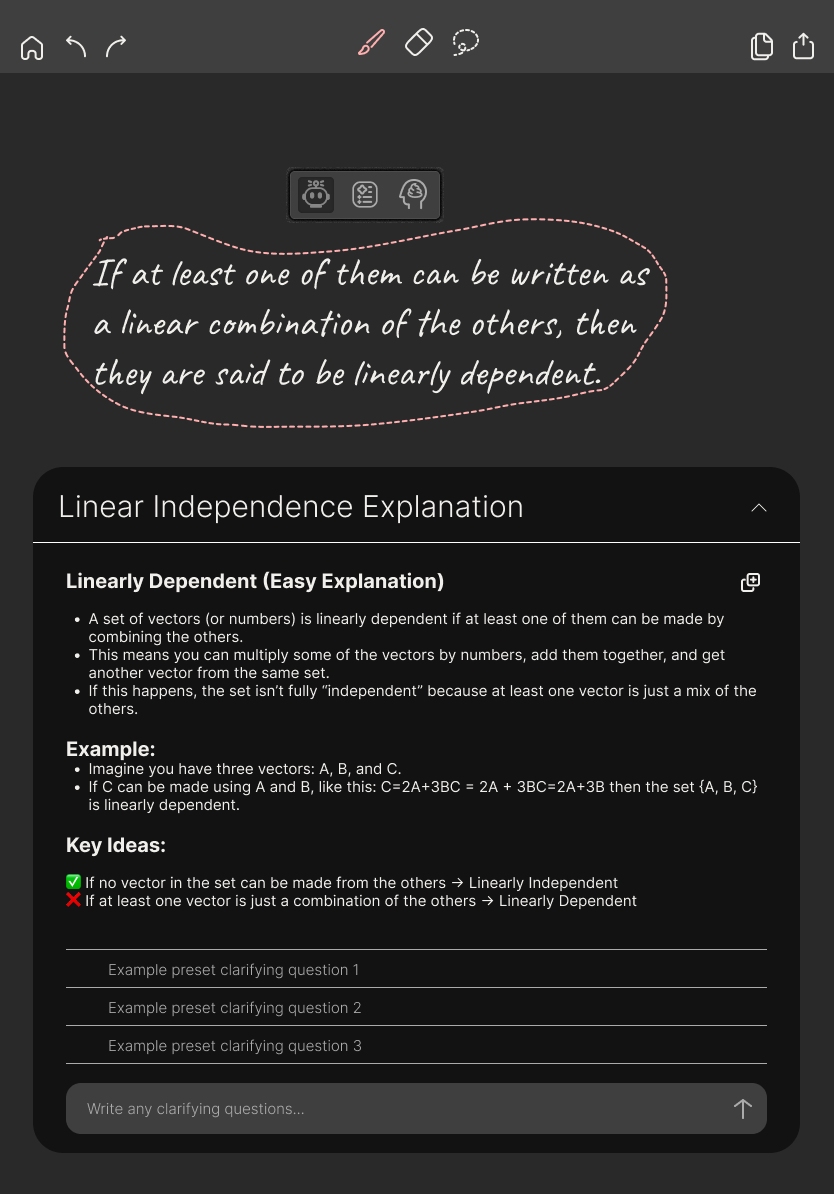 If at least one of them can be written as
a linear combination of the others, then
they are said to be linearly dependent.
Linear Independence Explanation
Linearly Dependent (Easy Explanation)
• A set of vectors (or numbers) is linearly dependent if at least one of them can be made by
combining the others.
• This means you can multiply some of the vectors by numbers, add them together, and get
another vector from the same set.
• If this happens, the set isn’t fully “independent” because at least one vector is just a mix of the
others.
Example:
• Imagine you have three vectors: A, B, and C.
• If C can be made using A and B, like this: C=2A+3BC = 2A + 3BC=2A+3B then the set {A, B, C}
is linearly dependent.
Key Ideas:
✅ If no vector in the set can be made from the others → Linearly Independent
❌ If at least one vector is just a combination of the others → Linearly Dependent
Example preset clarifying question 1
Example preset clarifying question 2
Example preset clarifying question 3
Write any clarifying questions...